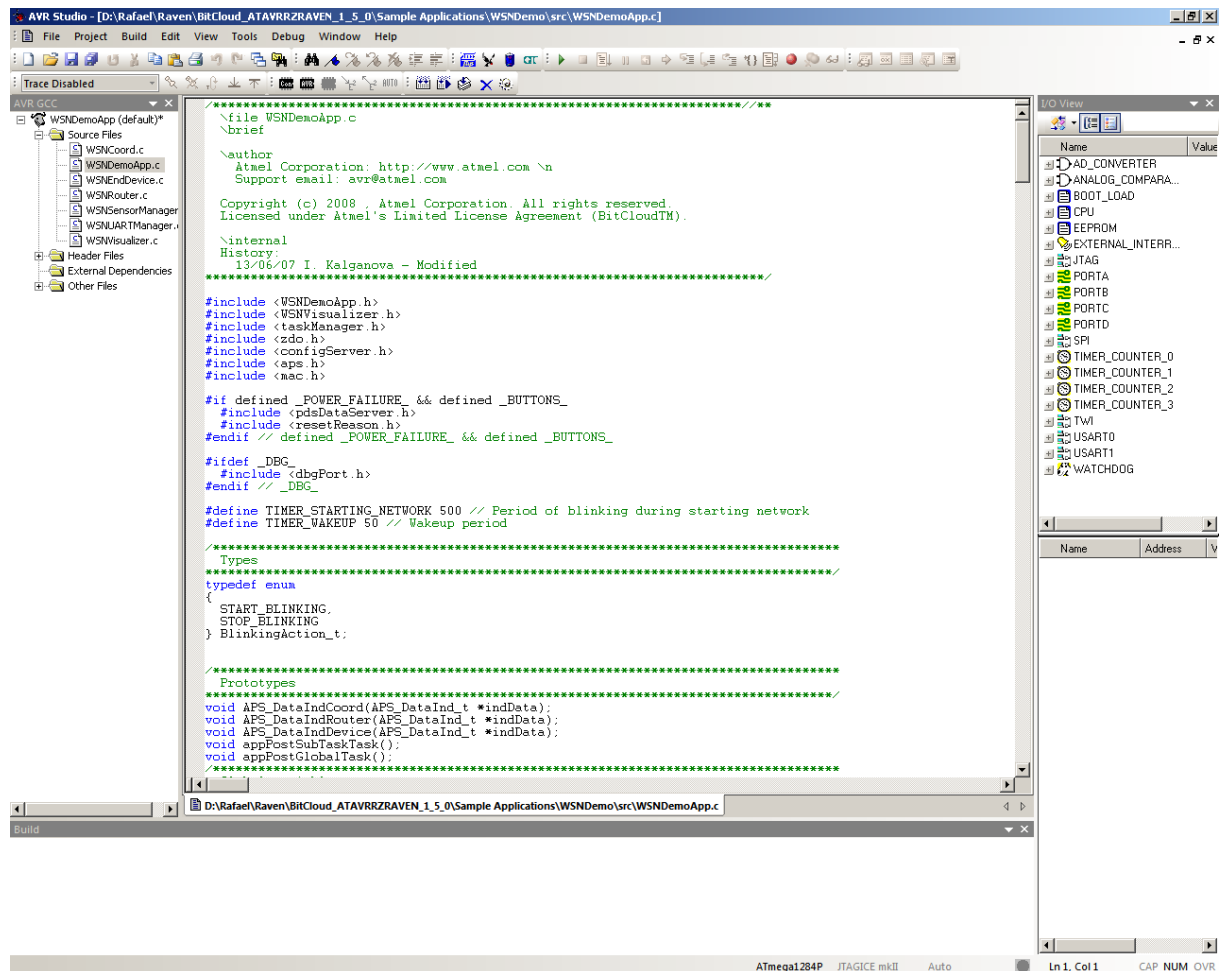 AVR Studio - [D:\Rafael\Raven\BitCloud_ATAVRRZRAVEN_1_5_0\Sample Applications\WSNDemo\src\WSNDemoApp.c]
File Project Build Edit View Tools Debug Window Help
Trace Disabled
AVR GCC
WSNDemoApp (default)*
Source Files
WSNCoord.c
WSNDemoApp.c
WSNEndDevice.c
WSNRouter.c
WSNSensorManager
WSNUARTManager.
WSNVisualizer.c
Header Files
External Dependencies
Other Files
/**********************************************************************//**
\file WSNDemoApp.c
\brief
\author
Atmel Corporation: http://www.atmel.com \n
Support email: avr@atmel.com
Copyright (c) 2008 , Atmel Corporation. All rights reserved.
Licensed under Atmel's Limited License Agreement (BitCloudTM).
\internal
History:
13/06/07 I. Kalganova - Modified
*************************************************************************/
#include <WSNDemoApp.h>
#include <WSNVisualizer.h>
#include <taskManager.h>
#include <zdo.h>
#include <configServer.h>
#include <aps.h>
#include <mac.h>
#if defined _POWER_FAILURE_ && defined _BUTTONS_
#include <pdsDataServer.h>
#include <resetReason.h>
#endif // defined _POWER_FAILURE_ && defined _BUTTONS_
#ifdef _DBG_
#include <dbgPort.h>
#endif // _DBG_
#define TIMER_STARTING_NETWORK 500 // Period of blinking during starting network
#define TIMER_WAKEUP 50 // Wakeup period
/**********************************************************************************
Types
**********************************************************************************/
typedef enum
{
START_BLINKING,
STOP_BLINKING
} BlinkingAction_t;
/**********************************************************************************
Prototypes
**********************************************************************************/
void APS_DataIndCoord(APS_DataInd_t *indData);
void APS_DataIndRouter(APS_DataInd_t *indData);
void APS_DataIndDevice(APS_DataInd_t *indData);
void appPostSubTaskTask();
void appPostGlobalTask();
/**********************************************************************************
D:\Rafael\Raven\BitCloud_ATAVRRZRAVEN_1_5_0\Sample Applications\WSNDemo\src\WSNDemoApp.c
I/O View
Name Value
AD_CONVERTER
ANALOG_COMPARA...
BOOT_LOAD
CPU
EEPROM
EXTERNAL_INTERR...
JTAG
PORTA
PORTB
PORTC
PORTD
SPI
TIMER_COUNTER_0
TIMER_COUNTER_1
TIMER_COUNTER_2
TIMER_COUNTER_3
TWI
USART0
USART1
WATCHDOG
Name Address V
Build
ATmega1284P JTAGICE mkII Auto Ln 1, Col 1 CAP NUM OVR